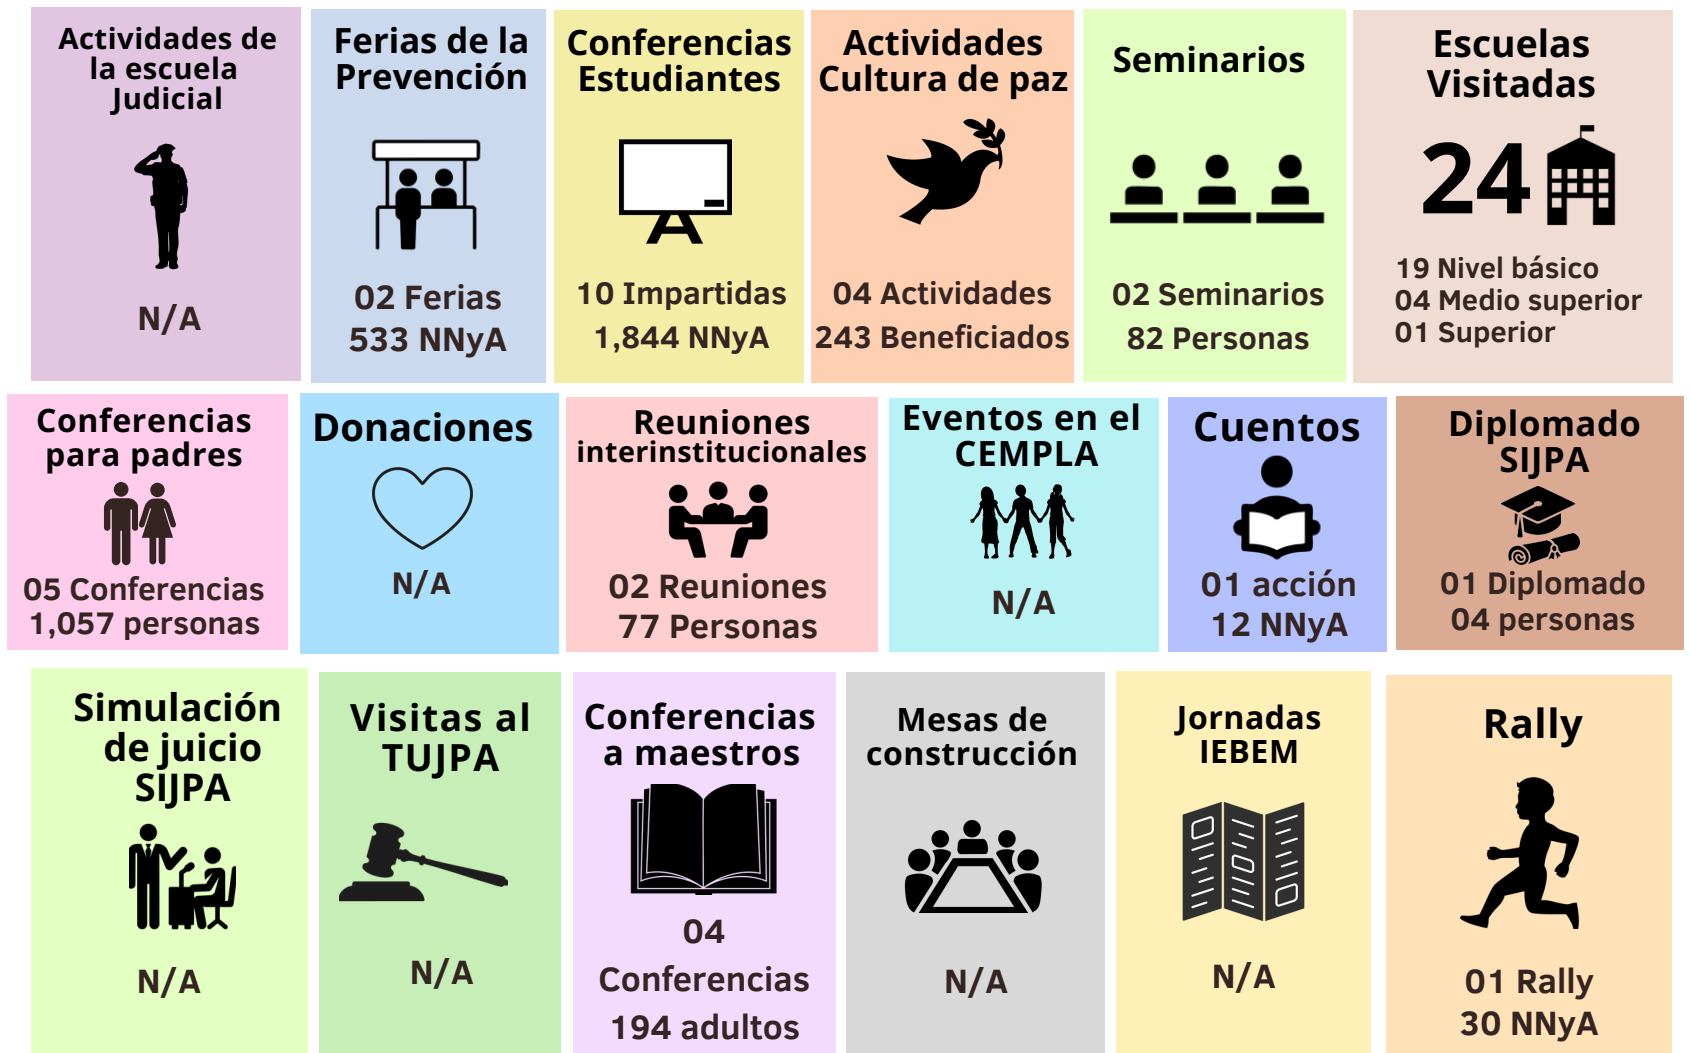 Actividades de
la escuela
Judicial
N/A
Ferias de la
Prevención
02 Ferias
533 NNyA
Conferencias
Estudiantes
10 Impartidas
1,844 NNyA
Actividades
Cultura de paz
04 Actividades
243 Beneficiados
Seminarios
02 Seminarios
82 Personas
Escuelas
Visitadas
24
19 Nivel básico
04 Medio superior
01 Superior
Conferencias
para padres
05 Conferencias
1,057 personas
Donaciones
N/A
Reuniones
interinstitucionales
02 Reuniones
77 Personas
Eventos en el
CEMPLA
N/A
Cuentos
01 acción
12 NNyA
Diplomado
SIJPA
01 Diplomado
04 personas
Simulación
de juicio
SIJPA
N/A
Visitas al
TUJPA
N/A
Conferencias
a maestros
04
Conferencias
194 adultos
Mesas de
construcción
N/A
Jornadas
IEBEM
N/A
Rally
01 Rally
30 NNyA